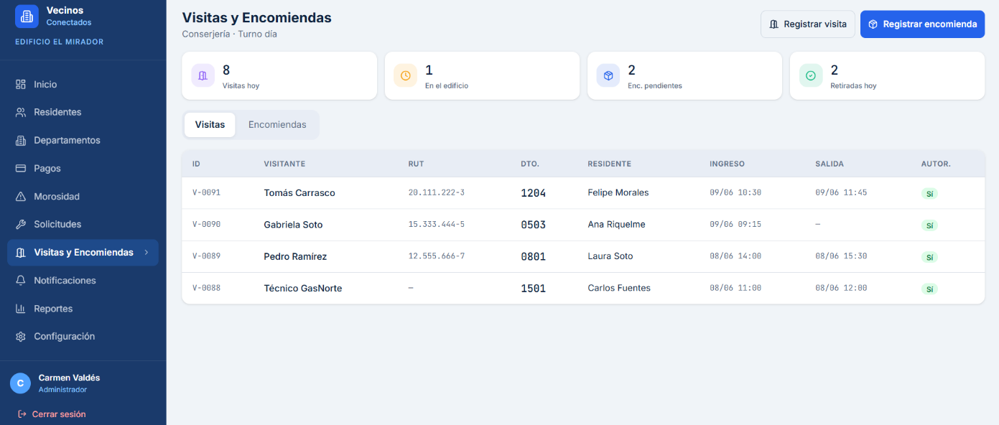 Vecinos
Conectados
EDIFICIO EL MIRADOR
Inicio
Residentes
Departamentos
Pagos
Morosidad
Solicitudes
Visitas y Encomiendas
Notificaciones
Reportes
Configuración
C
Carmen Valdés
Administrador
Cerrar sesión
Visitas y Encomiendas
Conserjería · Turno día
Registrar visita
Registrar encomienda
8
Visitas hoy
1
En el edificio
2
Enc. pendientes
2
Retiradas hoy
Visitas Encomiendas
ID VISITANTE RUT DTO. RESIDENTE INGRESO SALIDA AUTOR.
V-0091 Tomás Carrasco 20.111.222-3 1204 Felipe Morales 09/06 10:30 09/06 11:45 Sí
V-0090 Gabriela Soto 15.333.444-5 0503 Ana Riquelme 09/06 09:15 — Sí
V-0089 Pedro Ramírez 12.555.666-7 0801 Laura Soto 08/06 14:00 08/06 15:30 Sí
V-0088 Técnico GasNorte — 1501 Carlos Fuentes 08/06 11:00 08/06 12:00 Sí